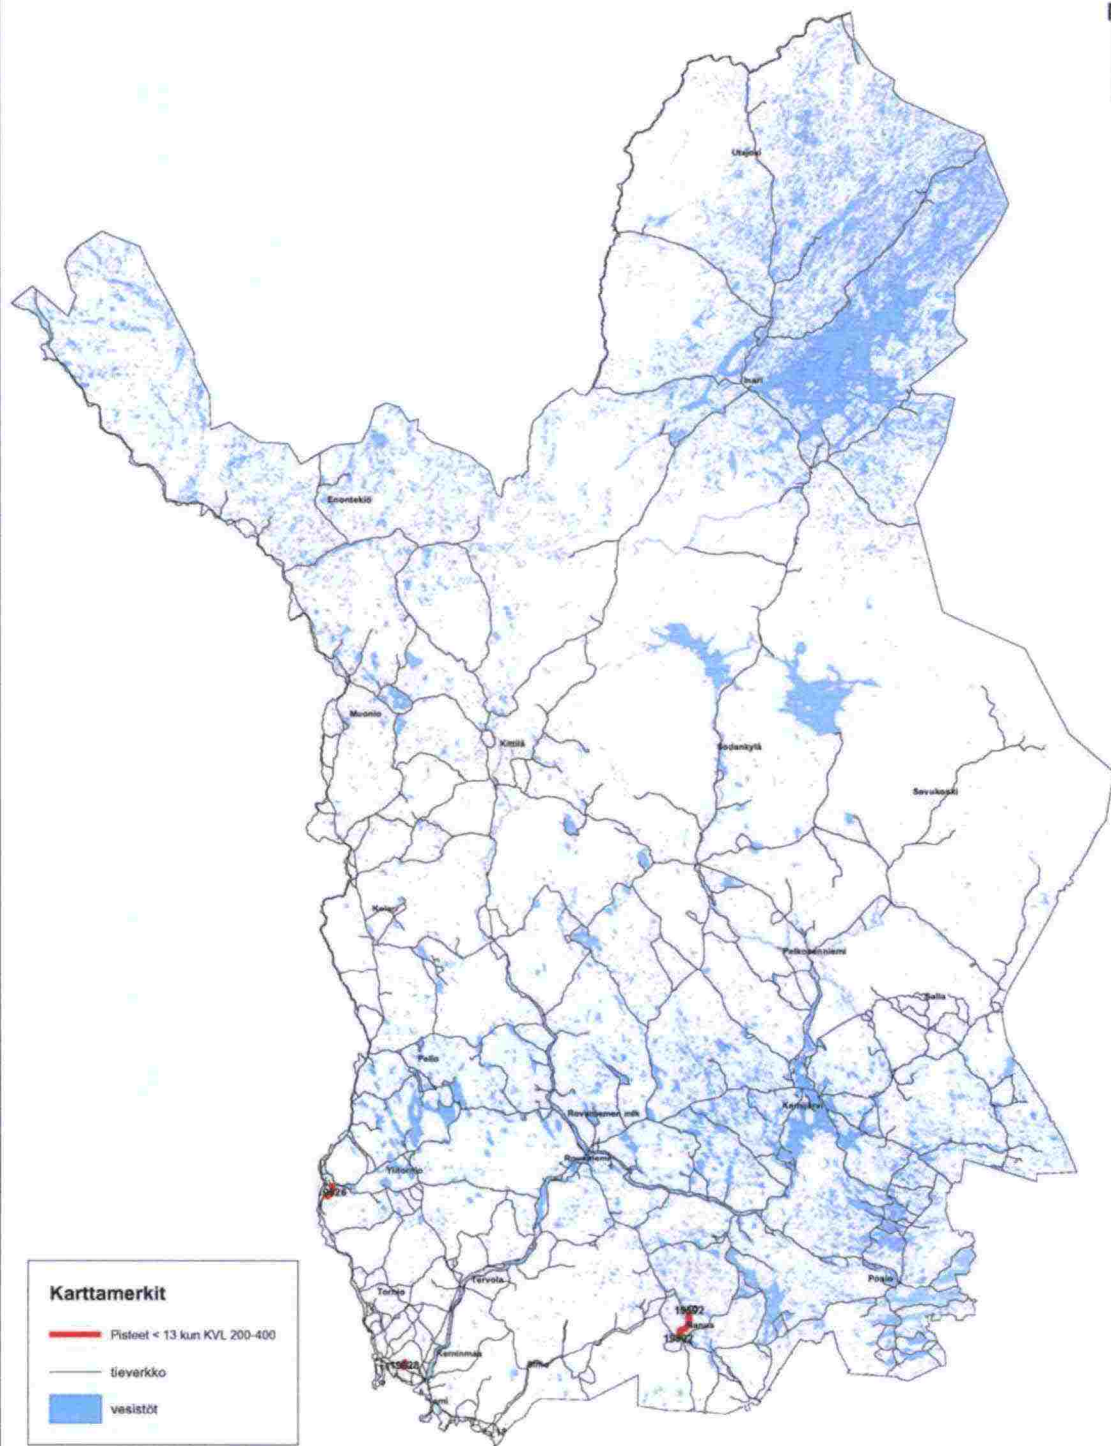 Utsjoki
Inari
Enontekiö
Muonio
Kittilä
Sodankylä
Savukoski
Kolari
Pelkosenniemi
Salla
Pello
Kemijärvi
Rovaniemen mlk
Rovaniemi
Ylitornio
Posio
Tervola
Tornio
19692
Ranua
Keminmaa
Simo
Karttamerkit
Pisteet < 13 kun KVL 200-400
tieverkko
vesistöt